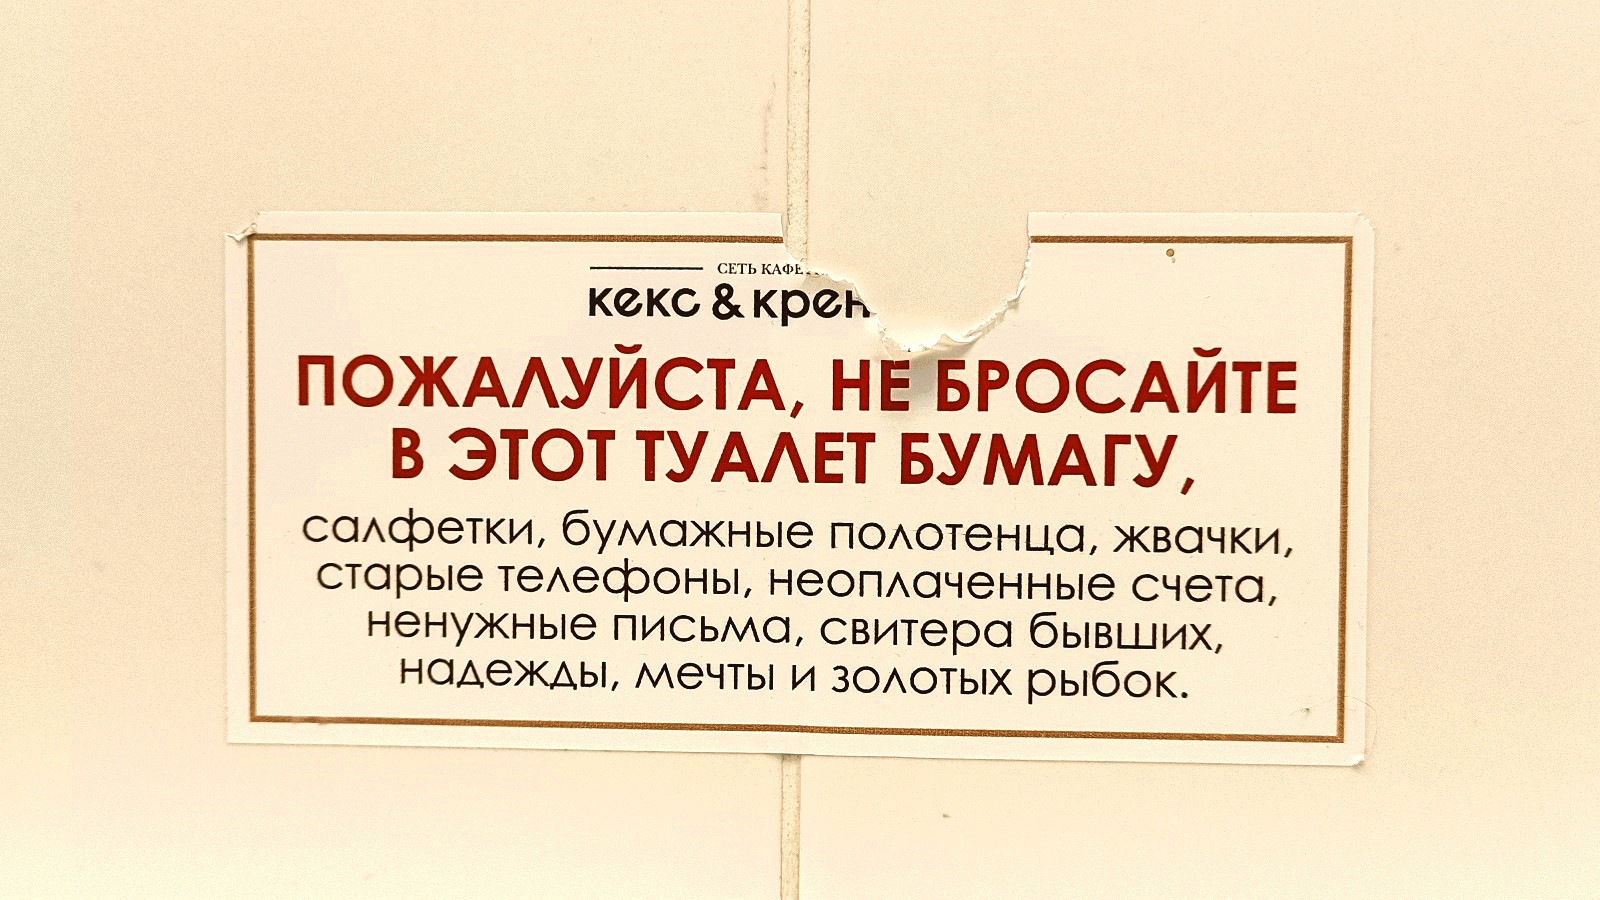 СЕТЬ
кекс & 
ПОЖАЛУЙСТА, НЕ БРОСАЙТЕ
В ЭТОТ ТУАЛЕТ БУМАГУ,
салфетки, бумажные полотенца, жвачки,
старые телефоны, неоплаченные счета,
ненужные письма, свитера бывших,
надежды, мечты и золотых рыбок.